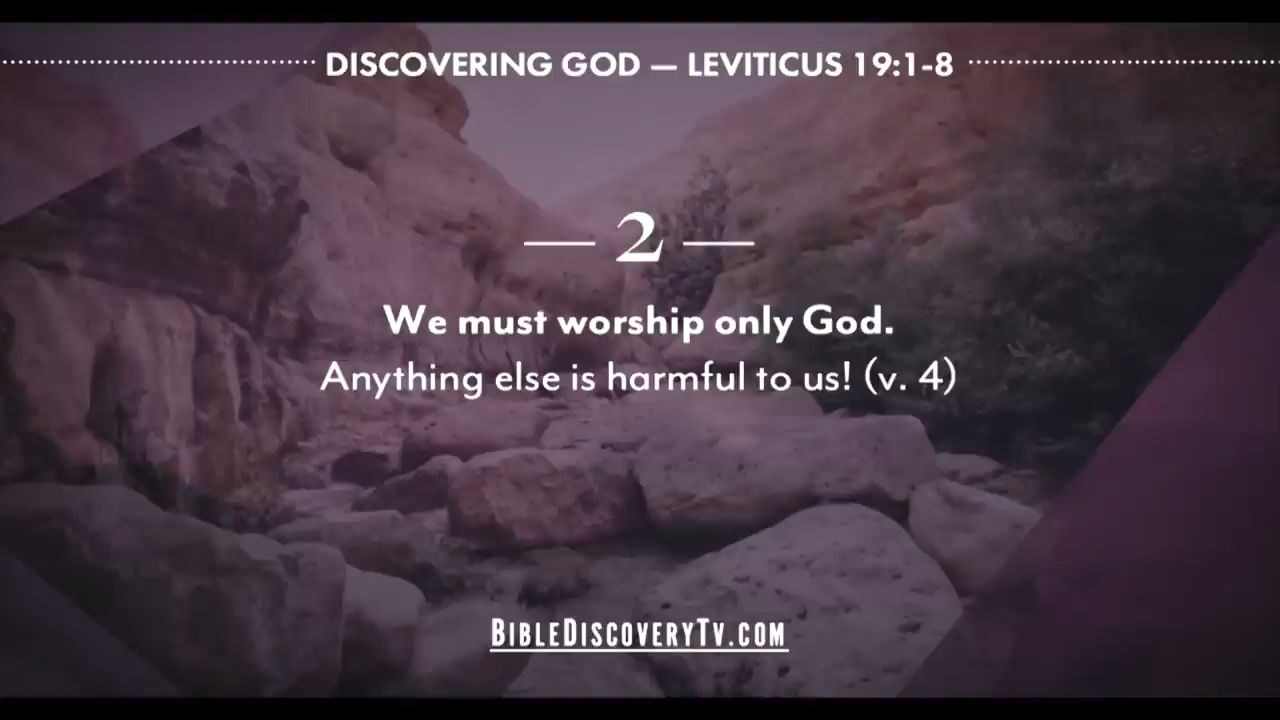 DISCOVERING GOD — LEVITICUS 19:1-8
— 2 —
We must worship only God.
Anything else is harmful to us! (v. 4)
BIBLEDISCOVERYTV.COM